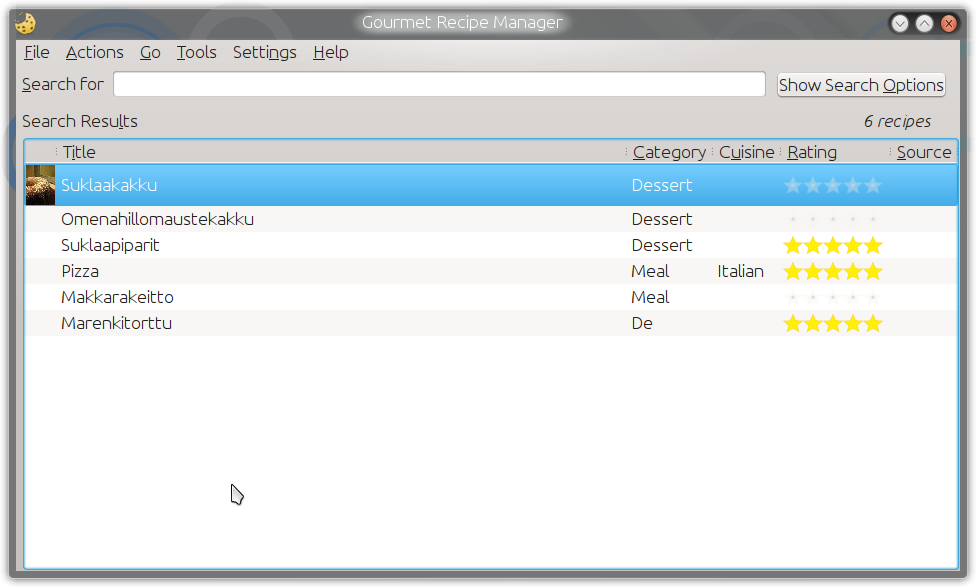 Gourmet Recipe Manager
File Actions Go Tools Settings Help
Search for Show Search Options
Search Results 6 recipes
Title Category Cuisine Rating Source
Suklaakakku Dessert
Omenahillomaustekakku Dessert
Suklaapiparit Dessert
Pizza Meal Italian
Makkarakeitto Meal
Marenkitorttu De